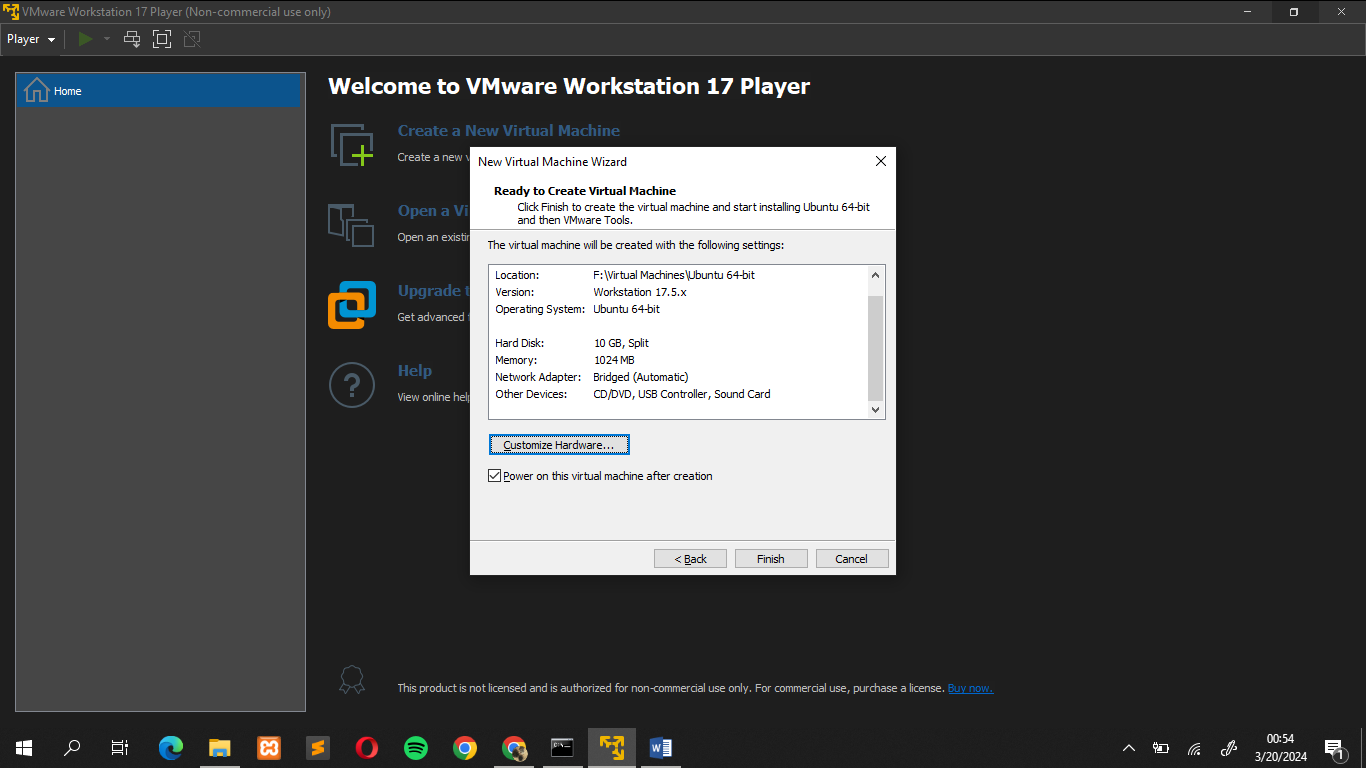 VMware Workstation 17 Player (Non-commercial use only)
Player
Home
Welcome to VMware Workstation 17 Player
Create a New Virtual Machine
Create a new
Open a Vi
Open an existin
Upgrade t
Get advanced
Help
View online help
New Virtual Machine Wizard
Ready to Create Virtual Machine
Click Finish to create the virtual machine and start installing Ubuntu 64-bit
and then VMware Tools.
The virtual machine will be created with the following settings:
Location: F:\Virtual Machines\Ubuntu 64-bit
Version: Workstation 17.5.x
Operating System: Ubuntu 64-bit
Hard Disk: 10 GB, Split
Memory: 1024 MB
Network Adapter: Bridged (Automatic)
Other Devices: CD/DVD, USB Controller, Sound Card
Customize Hardware...
Power on this virtual machine after creation
< Back Finish Cancel
This product is not licensed and is authorized for non-commercial use only. For commercial use, purchase a license. Buy now.
00:54
3/20/2024
1